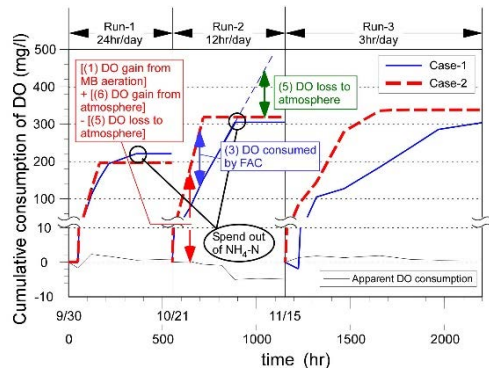 Run-1
24hr/day
Run-2
12hr/day
Run-3
3hr/day
Cumulative consumption of DO (mg/l)
500
400
300
200
100
10
0
-10
[(1) DO gain from
MB aeration]
+ [(6) DO gain from
atmosphere]
- [(5) DO loss to
atmosphere]
(5) DO loss to
atmosphere
Case-1
Case-2
(3) DO consumed
by FAC
Spend out
of NH4-N
Apparent DO consumption
9/30
10/21
11/15
0
500
1000
1500
2000
time (hr)